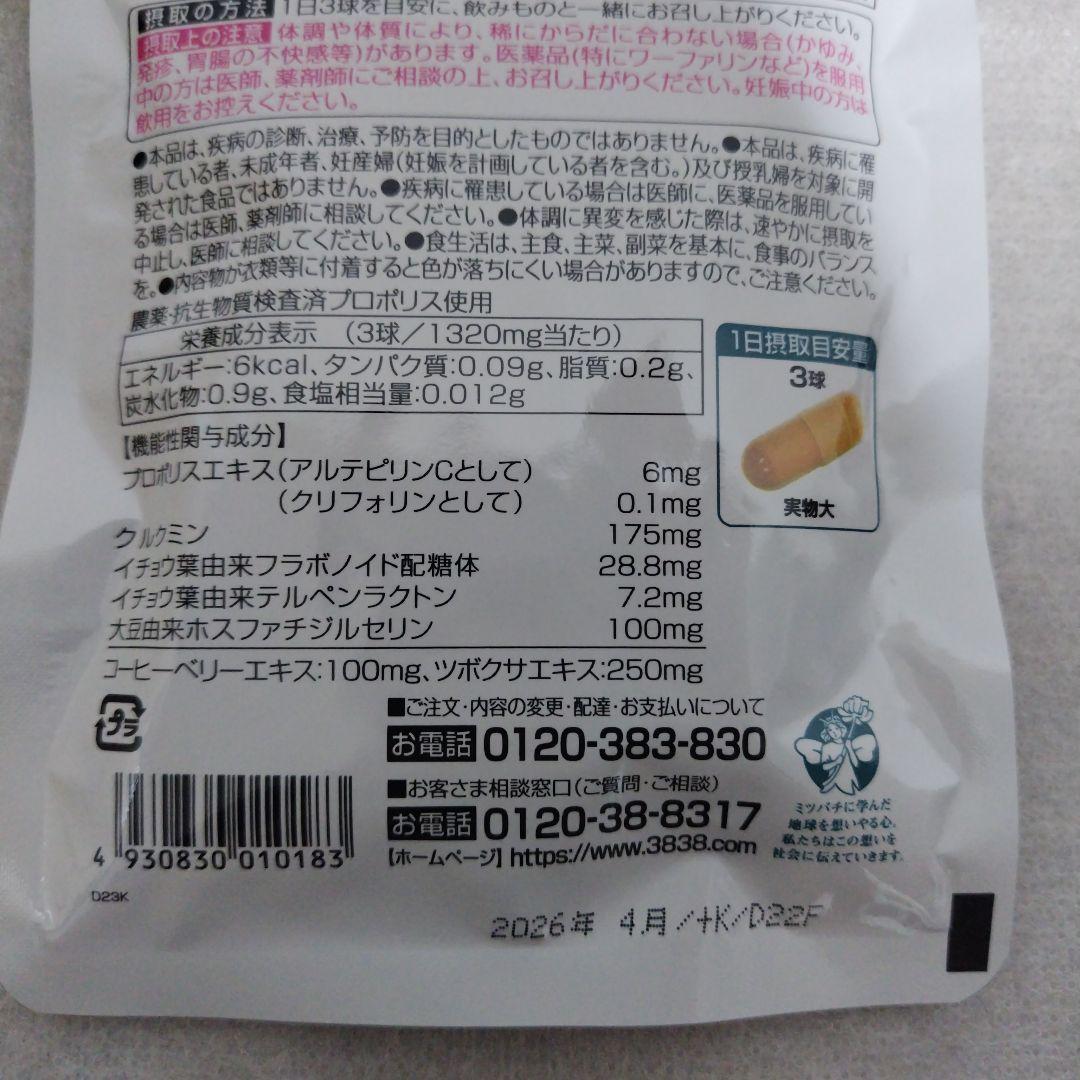 摂取の方法 1日3球を目安に、飲みものと一緒にお召し上がりください。
摂取上の注意 体調や体質により、稀にからだに合わない場合(かゆみ、
発疹、胃腸の不快感等)があります。医薬品(特にワーファリンなど)を服用
中の方は医師、薬剤師にご相談の上、お召し上がりください。妊娠中の方は
飲用をお控えください。
●本品は、疾病の診断、治療、予防を目的としたものではありません。●本品は、疾病に罹
患している者、未成年者、妊産婦(妊娠を計画している者を含む。)及び授乳婦を対象に開
発された食品ではありません。●疾病に罹患している場合は医師に、医薬品を服用してい
る場合は医師、薬剤師に相談してください。●体調に異変を感じた際は、速やかに摂取を
中止し、医師に相談してください。●食生活は、主食、主菜、副菜を基本に、食事のバランス
を。●内容物が衣類等に付着すると色が落ちにくい場合がありますので、ご注意ください。
農薬・抗生物質検査済プロポリス使用
栄養成分表示 (3球/1320mg当たり)
エネルギー:6kcal、タンパク質:0.09g、脂質:0.2g、
炭水化物:0.9g、食塩相当量:0.012g
1日摂取目安量
3球
実物大
【機能性関与成分】
プロポリスエキス(アルテピリンCとして) 6mg
(クリフォリンとして) 0.1mg
クルクミン 175mg
イチョウ葉由来フラボノイド配糖体 28.8mg
イチョウ葉由来テルペンラクトン 7.2mg
大豆由来ホスファチジルセリン 100mg
コーヒーベリーエキス:100mg、ツボクサエキス:250mg
プラ
■ご注文・内容の変更・配達・お支払いについて
お電話 0120-383-830
■お客さま相談窓口(ご質問・ご相談)
お電話 0120-38-8317
【ホームページ】https://www.3838.com
ミツバチに学んだ
地球を想いやる心。
私たちはこの想いを
社会に伝えていきます。
4 930830 010183
D23K
2026年 4月/+K/D22F